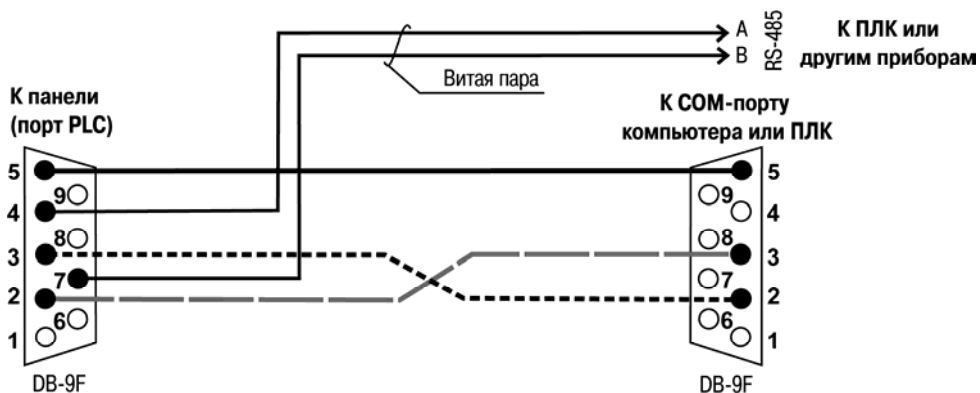 A
B
RS-485
К ПЛК или
другим приборам
Витая пара
К панели
(порт PLC)
К COM-порту
компьютера или ПЛК
5
9
4
8
3
7
2
6
1
DB-9F
5
9
4
8
3
7
2
6
1
DB-9F